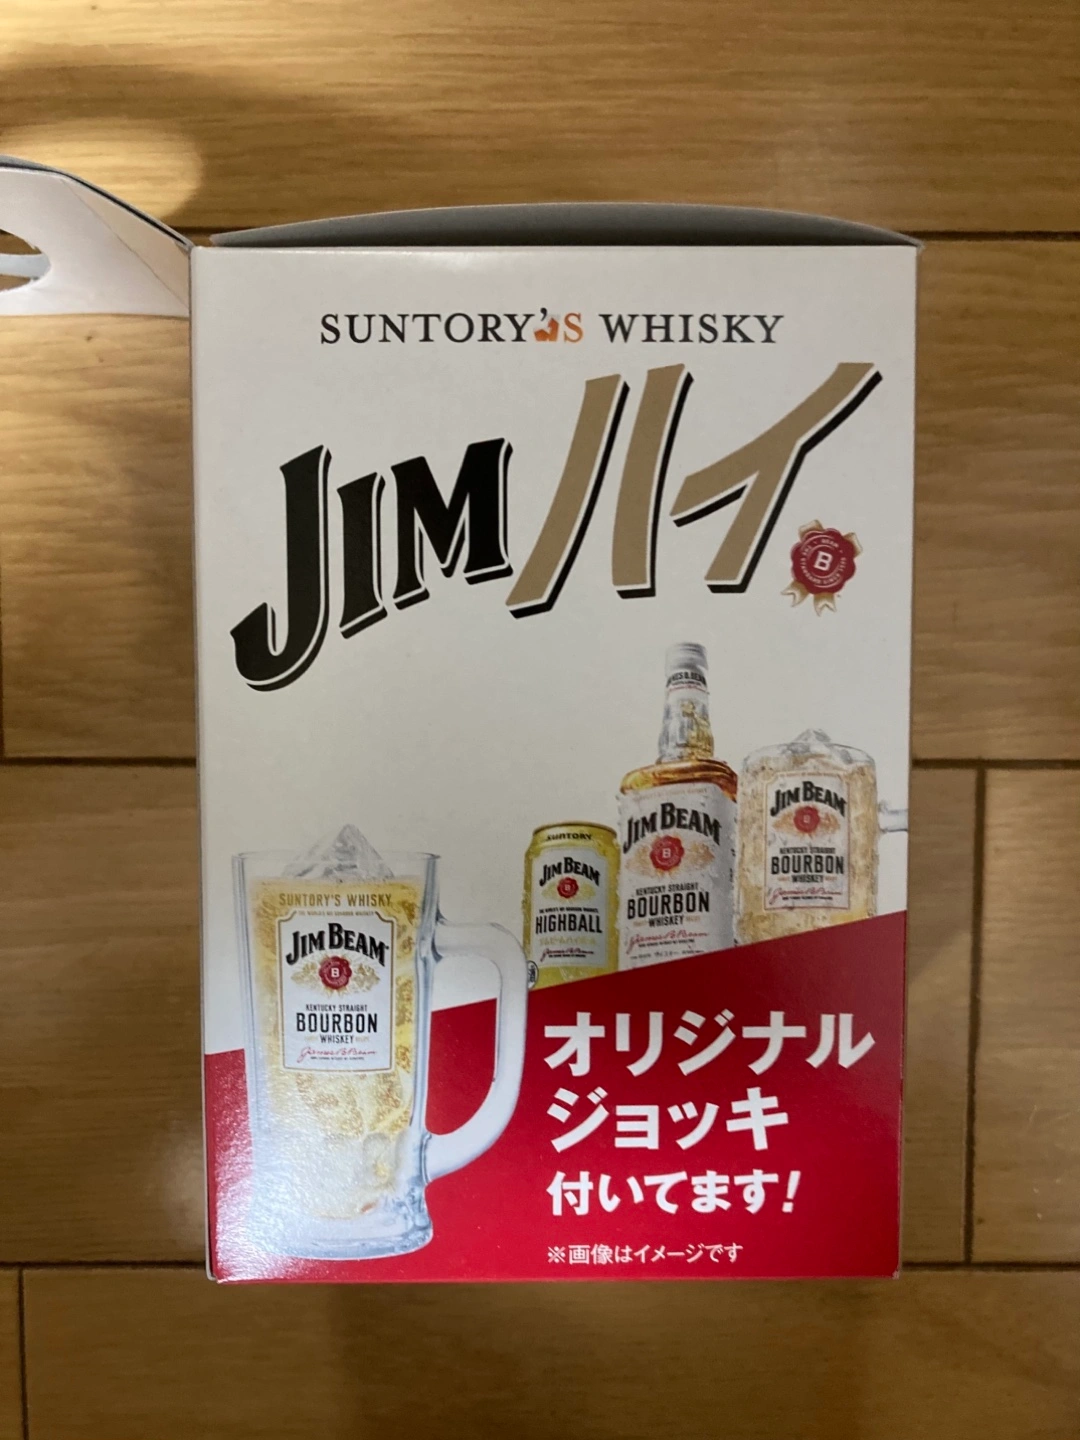 SUNTORY'S WHISKY
JIMハイ
B
JIM BEAM
B
KENTUCKY STRAIGHT
BOURBON
WHISKEY
SUNTORY
JIM BEAM
HIGHBALL
JIM BEAM
B
KENTUCKY STRAIGHT
BOURBON
WHISKEY
SUNTORY'S WHISKY
JIM BEAM
B
KENTUCKY STRAIGHT
BOURBON
WHISKEY
オリジナル
ジョッキ
付いてます!
※画像はイメージです